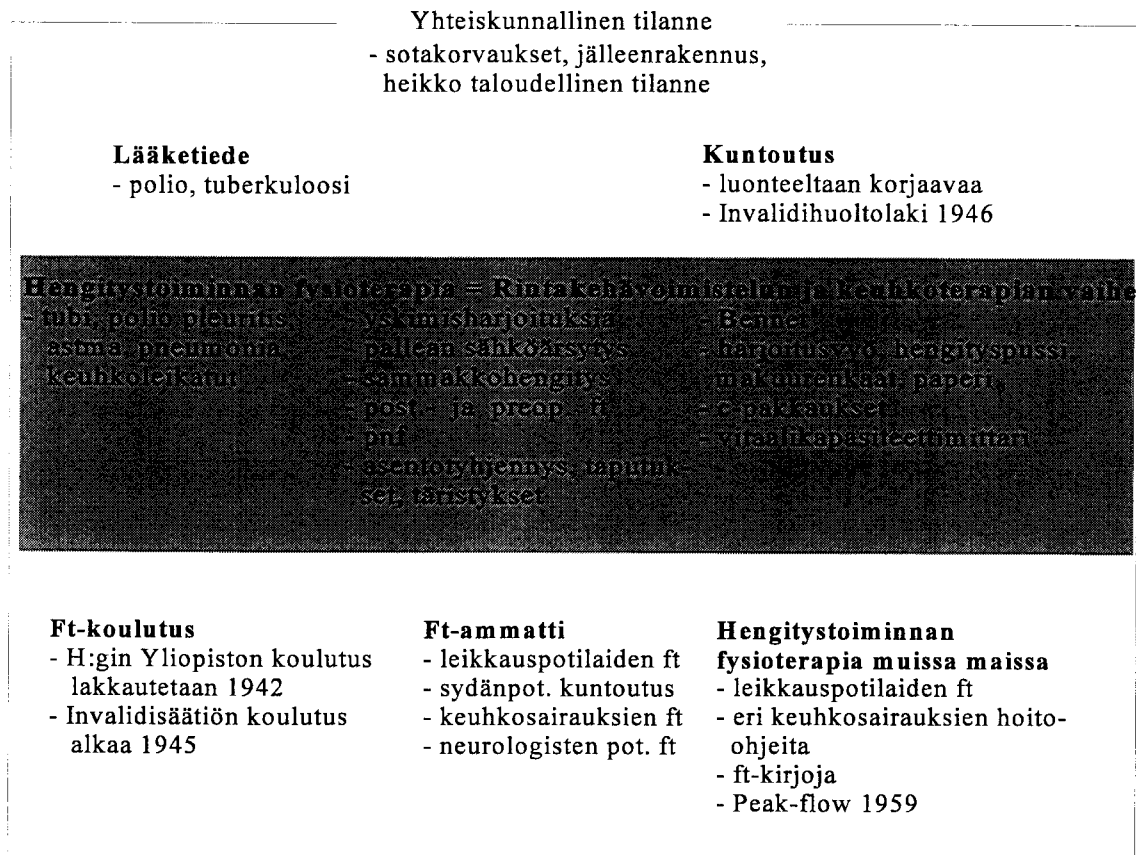 Yhteiskunnallinen tilanne
- sotakorvaukset, jälleenrakennus,
heikko taloudellinen tilanne
Lääketiede
- polio, tuberkuloosi
Kuntoutus
- luonteeltaan korjaavaa
- Invalidihuoltolaki 1946
Hengitystoiminnan fysioterapia = Rintakehävoimistelun ja keuhkoterapian vaihe
- tubi, polio pleuritis
astma, pneumonia,
keuhkoleikatut
- yskimisharjoituksia
- pallean sähköärsytys
- sammakkohengitys
- post - ja preop. ft
- pnf
- asentotyhjennys, taputuk-
set, täristykset
- Bennet
- harjoitusvyö, hengityspussi,
paperi,
- c-pakkaukset
- vitaalikapasiteettimittari
Ft-koulutus
- H:gin Yliopiston koulutus
lakkautetaan 1942
- Invalidisäätiön koulutus
alkaa 1945
Ft-ammatti
- leikkauspotilaiden ft
- sydänpot. kuntoutus
- keuhkosairauksien ft
- neurologisten pot. ft
Hengitystoiminnan
fysioterapia muissa maissa
- leikkauspotilaiden ft
- eri keuhkosairauksien hoito-
ohjeita
- ft-kirjoja
- Peak-flow 1959